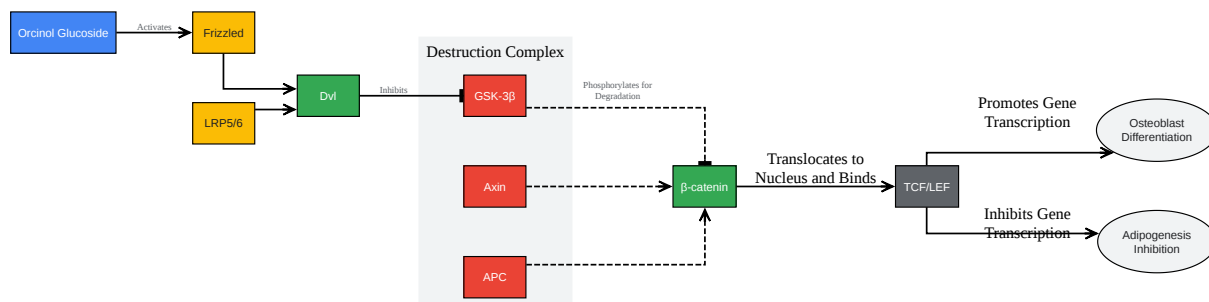 Orcinol Glucoside
Activates
Frizzled
LRP5/6
Dvl
Inhibits
Destruction Complex
GSK-3β
Axin
APC
Phosphorylates for
Degradation
β-catenin
Translocates to
Nucleus and Binds
TCF/LEF
Promotes Gene
Transcription
Osteoblast
Differentiation
Inhibits Gene
Transcription
Adipogenesis
Inhibition